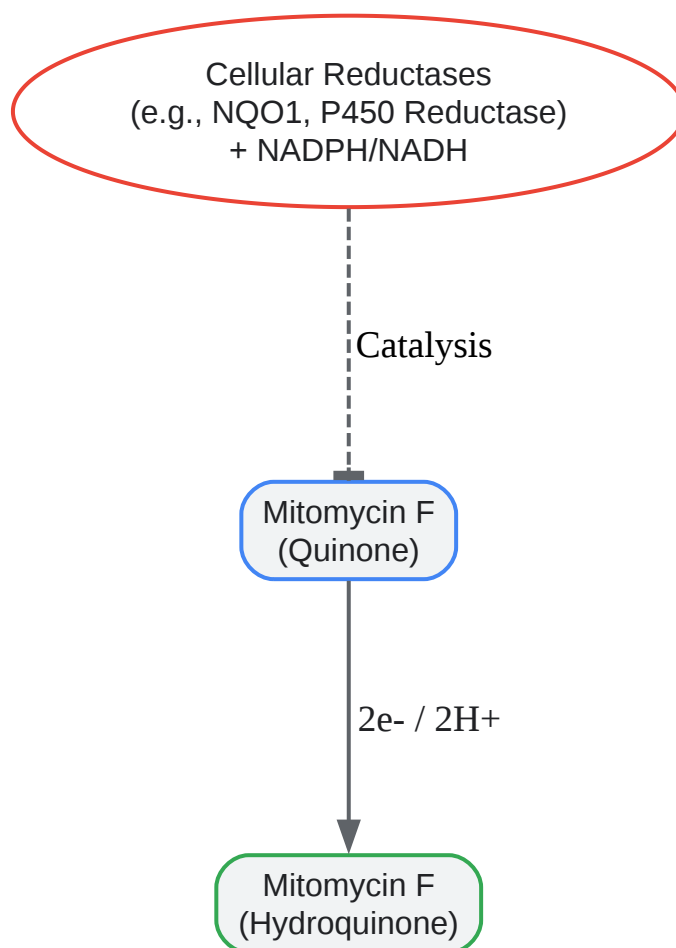 Cellular Reductases
(e.g., NQO1, P450 Reductase)
+ NADPH/NADH
Catalysis
Mitomycin F
(Quinone)
2e- / 2H+
Mitomycin F
(Hydroquinone)